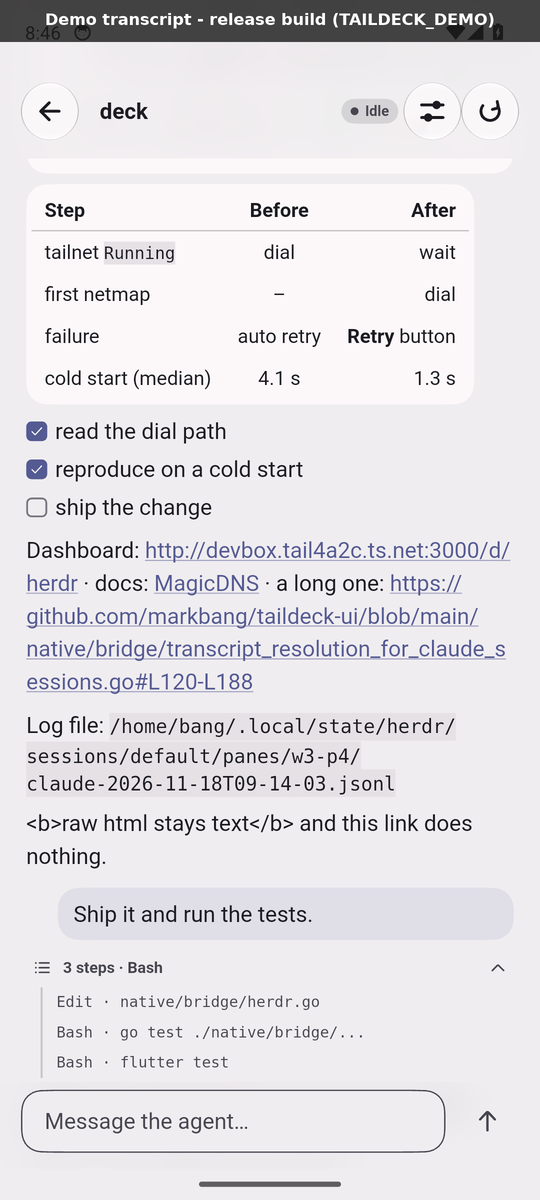 Demo transcript - release build (TAILDECK_DEMO)
8:46
deck
Idle
Step Before After
tailnet Running dial wait
first netmap – dial
failure auto retry Retry button
cold start (median) 4.1 s 1.3 s
read the dial path
reproduce on a cold start
ship the change
Dashboard: http://devbox.tail4a2c.ts.net:3000/d/
herdr · docs: MagicDNS · a long one: https://
github.com/markbang/taildeck-ui/blob/main/
native/bridge/transcript_resolution_for_claude_s
essions.go#L120-L188
Log file: /home/bang/.local/state/herdr/
sessions/default/panes/w3-p4/
claude-2026-11-18T09-14-03.jsonl
<b>raw html stays text</b> and this link does
nothing.
Ship it and run the tests.
3 steps · Bash
Edit · native/bridge/herdr.go
Bash · go test ./native/bridge/...
Bash · flutter test
Message the agent…